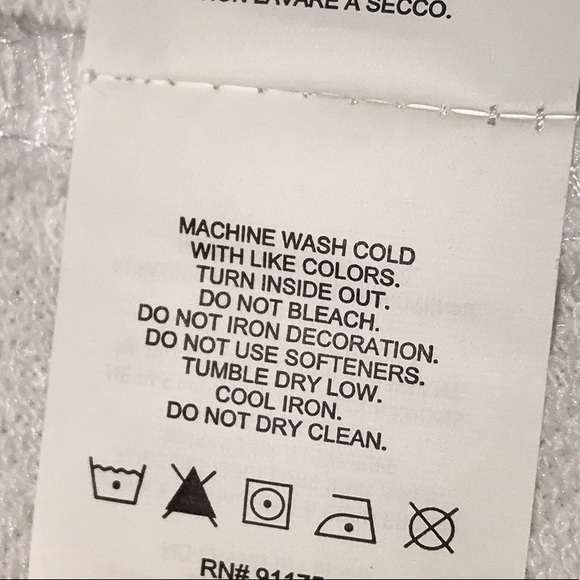 LAVARE A SECCO.
MACHINE WASH COLD
WITH LIKE COLORS.
TURN INSIDE OUT.
DO NOT BLEACH.
DO NOT IRON DECORATION.
DO NOT USE SOFTENERS.
TUMBLE DRY LOW.
COOL IRON.
DO NOT DRY CLEAN.
RN#